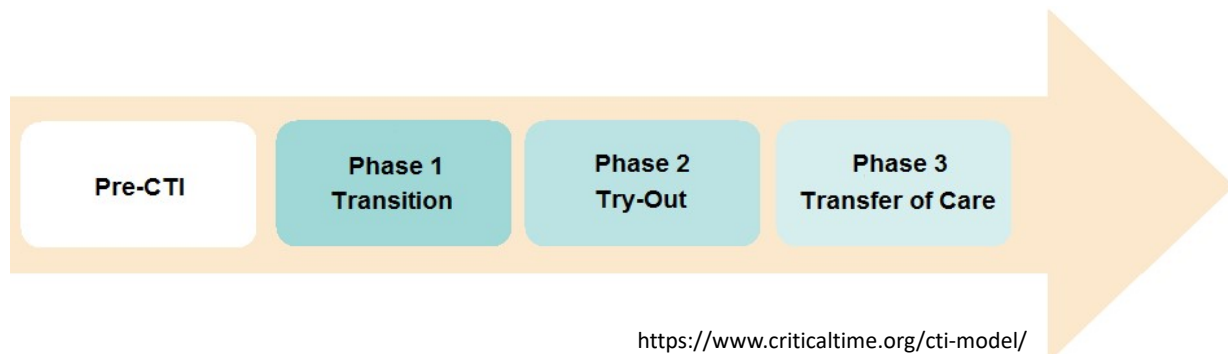 Pre-CTI
Phase 1
Transition
Phase 2
Try-Out
Phase 3
Transfer of Care
https://www.criticaltime.org/cti-model/